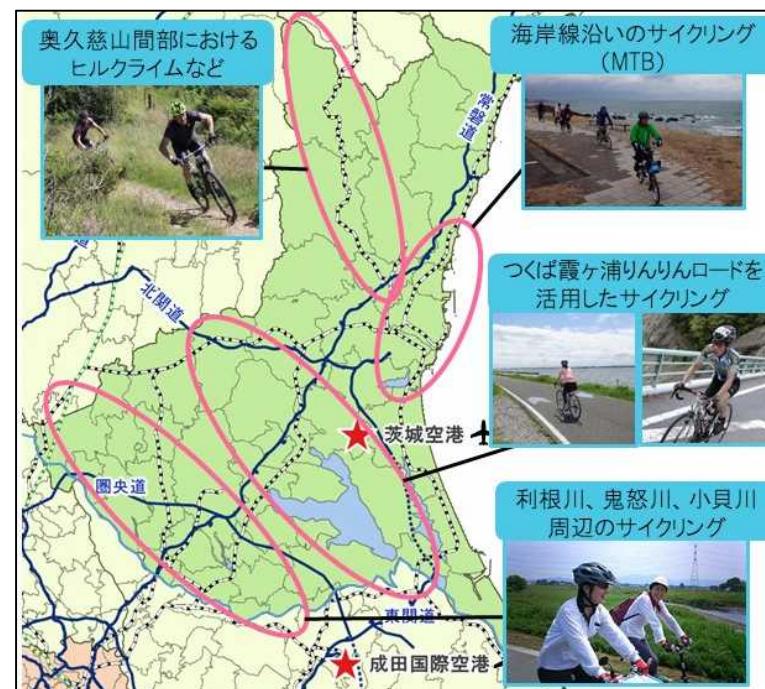 奥久慈山間部における
ヒルクライムなど
海岸線沿いのサイクリング
(MTB)
常磐道
道
北関道
つくば霞ヶ浦りんりんロードを
活用したサイクリング
茨城空港
圏央道
利根川、鬼怒川、小貝川
周辺のサイクリング
東関道
成田国際空港